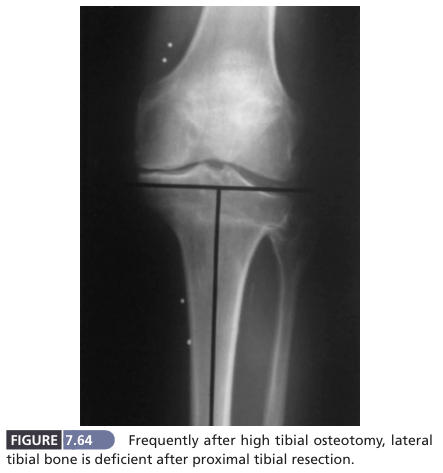 FIGURE 7.64 Frequently after high tibial osteotomy, lateral
tibial bone is deficient after proximal tibial resection.